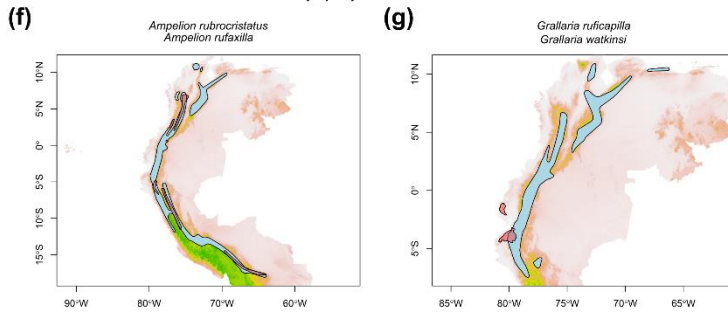 (f)
Ampelion rubrocristatus
Ampelion rufaxilla
10°N
5°N
0°
5°S
10°S
15°S
90°W
80°W
70°W
60°W
(g)
Grallaria ruficapilla
Grallaria watkinsi
10°N
5°N
0°
5°S
85°W
80°W
75°W
70°W
65°W